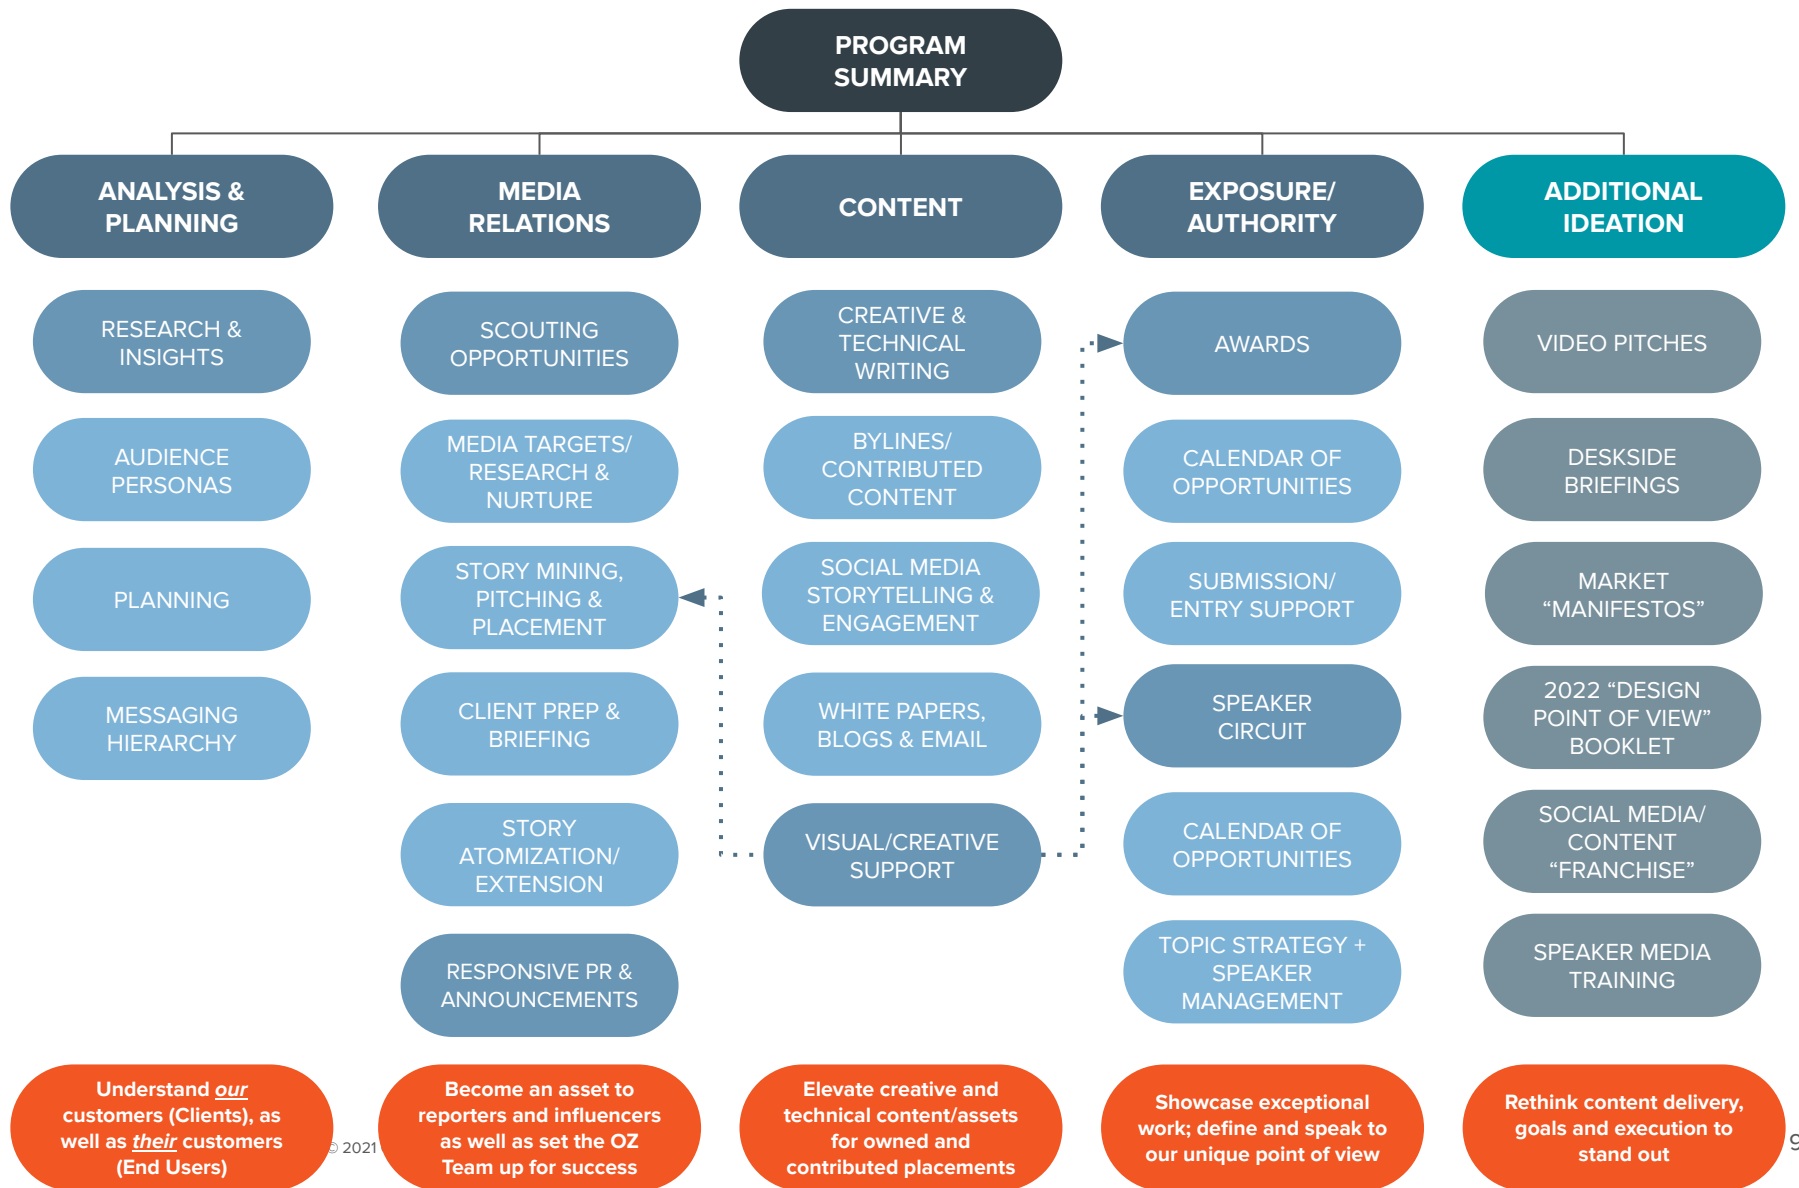 PROGRAM
SUMMARY
ANALYSIS &
PLANNING
RESEARCH &
INSIGHTS
AUDIENCE
PERSONAS
PLANNING
MESSAGING
HIERARCHY
Understand our
customers (Clients), as
well as their customers
(End Users)
MEDIA
RELATIONS
SCOUTING
OPPORTUNITIES
MEDIA TARGETS/
RESEARCH &
NURTURE
STORY MINING,
PITCHING &
PLACEMENT
CLIENT PREP &
BRIEFING
STORY
ATOMIZATION/
EXTENSION
RESPONSIVE PR &
ANNOUNCEMENTS
Become an asset to
reporters and influencers
as well as set the OZ
Team up for success
CONTENT
CREATIVE &
TECHNICAL
WRITING
BYLINES/
CONTRIBUTED
CONTENT
SOCIAL MEDIA
STORYTELLING &
ENGAGEMENT
WHITE PAPERS,
BLOGS & EMAIL
VISUAL/CREATIVE
SUPPORT
Elevate creative and
technical content/assets
for owned and
contributed placements
EXPOSURE/
AUTHORITY
AWARDS
CALENDAR OF
OPPORTUNITIES
SUBMISSION/
ENTRY SUPPORT
SPEAKER
CIRCUIT
CALENDAR OF
OPPORTUNITIES
TOPIC STRATEGY +
SPEAKER
MANAGEMENT
Showcase exceptional
work; define and speak to
our unique point of view
ADDITIONAL
IDEATION
VIDEO PITCHES
DESKSIDE
BRIEFINGS
MARKET
“MANIFESTOS”
2022 “DESIGN
POINT OF VIEW”
BOOKLET
SOCIAL MEDIA/
CONTENT
“FRANCHISE”
SPEAKER MEDIA
TRAINING
Rethink content delivery,
goals and execution to
stand out
© 2021
9